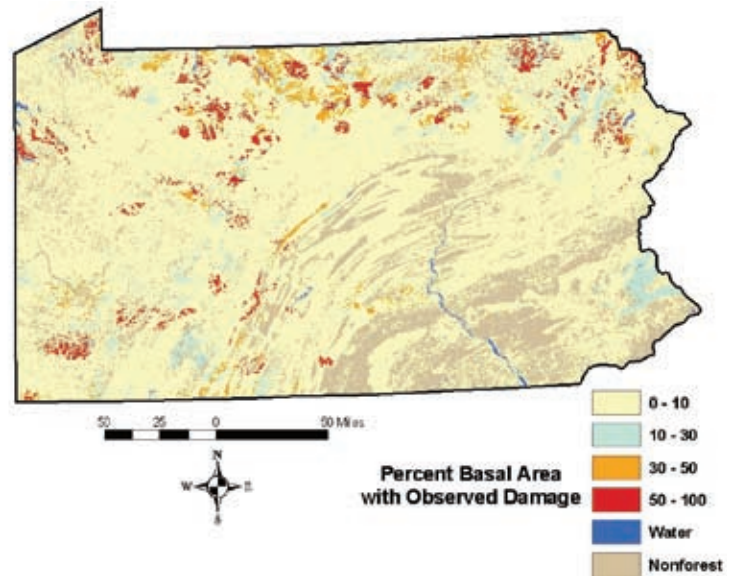 50 25 0 50 Miles
N
W E
S
Percent Basal Area
with Observed Damage
0 - 10
10 - 30
30 - 50
50 - 100
Water
Nonforest